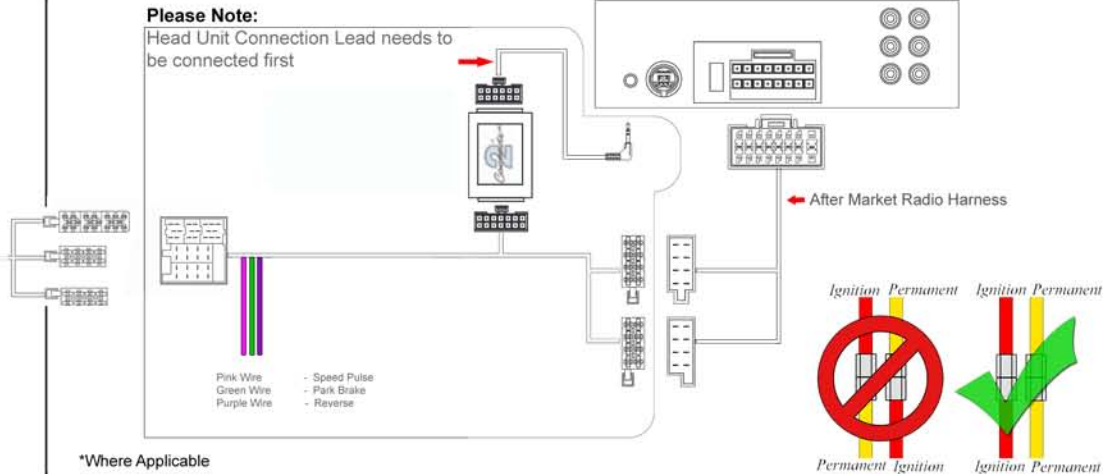 Please Note:
Head Unit Connection Lead needs to
be connected first
After Market Radio Harness
Pink Wire - Speed Pulse
Green Wire - Park Brake
Purple Wire - Reverse
Ignition Permanent Ignition Permanent
Permanent Ignition Ignition Permanent
*Where Applicable